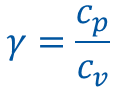 γ = c_p / c_v